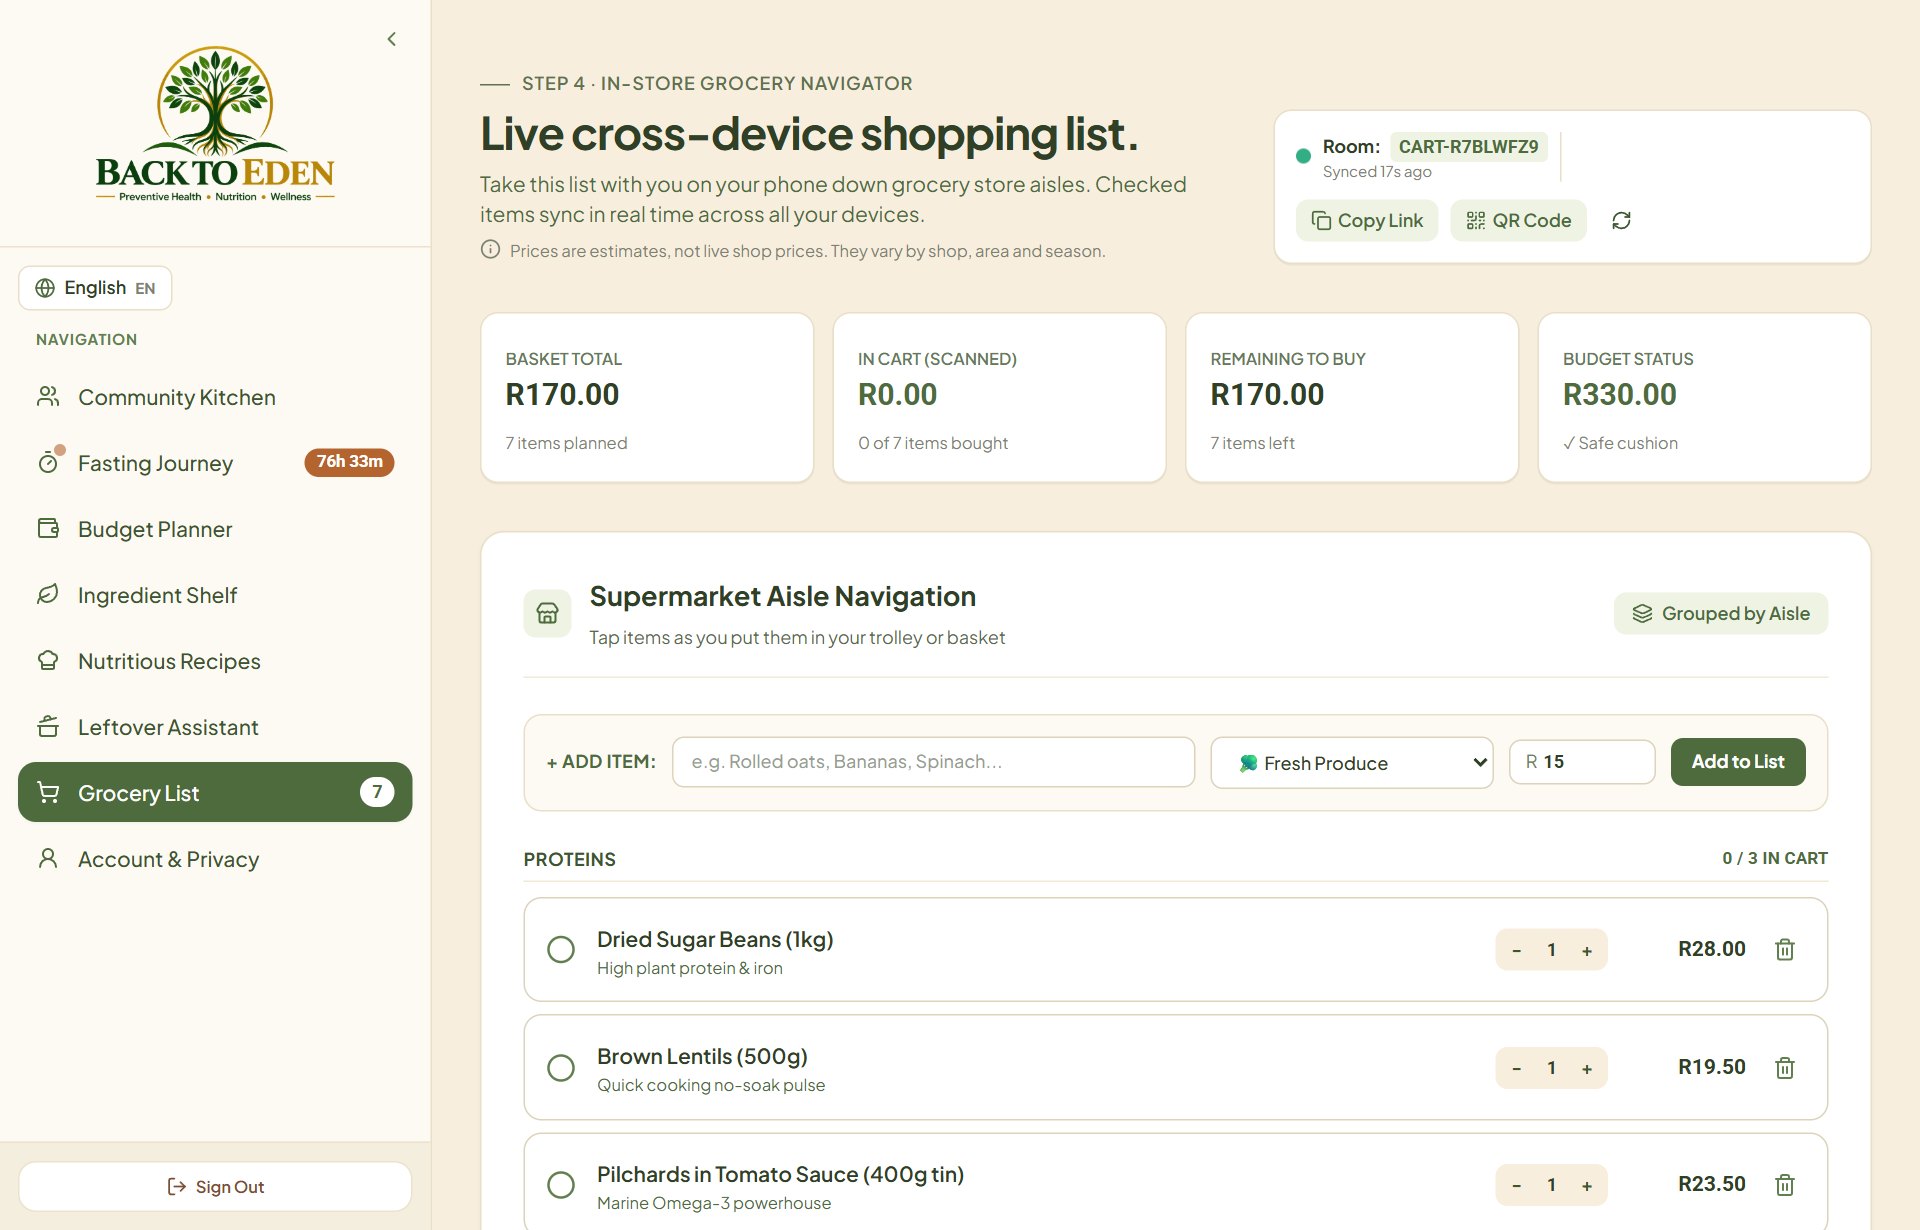 BACK TO EDEN
Preventive Health • Nutrition • Wellness
English EN
NAVIGATION
Community Kitchen
Fasting Journey 76h 33m
Budget Planner
Ingredient Shelf
Nutritious Recipes
Leftover Assistant
Grocery List 7
Account & Privacy
Sign Out
STEP 4 · IN-STORE GROCERY NAVIGATOR
Live cross-device shopping list.
Take this list with you on your phone down grocery store aisles. Checked
items sync in real time across all your devices.
Prices are estimates, not live shop prices. They vary by shop, area and season.
Room: CART-R7BLWFZ9
Synced 17s ago
Copy Link QR Code
BASKET TOTAL
R170.00
7 items planned
IN CART (SCANNED)
R0.00
0 of 7 items bought
REMAINING TO BUY
R170.00
7 items left
BUDGET STATUS
R330.00
✓ Safe cushion
Supermarket Aisle Navigation
Tap items as you put them in your trolley or basket
Grouped by Aisle
+ ADD ITEM: e.g. Rolled oats, Bananas, Spinach... 🥦 Fresh Produce R 15 Add to List
PROTEINS 0 / 3 IN CART
Dried Sugar Beans (1kg)
High plant protein & iron
- 1 + R28.00
Brown Lentils (500g)
Quick cooking no-soak pulse
- 1 + R19.50
Pilchards in Tomato Sauce (400g tin)
Marine Omega-3 powerhouse
- 1 + R23.50